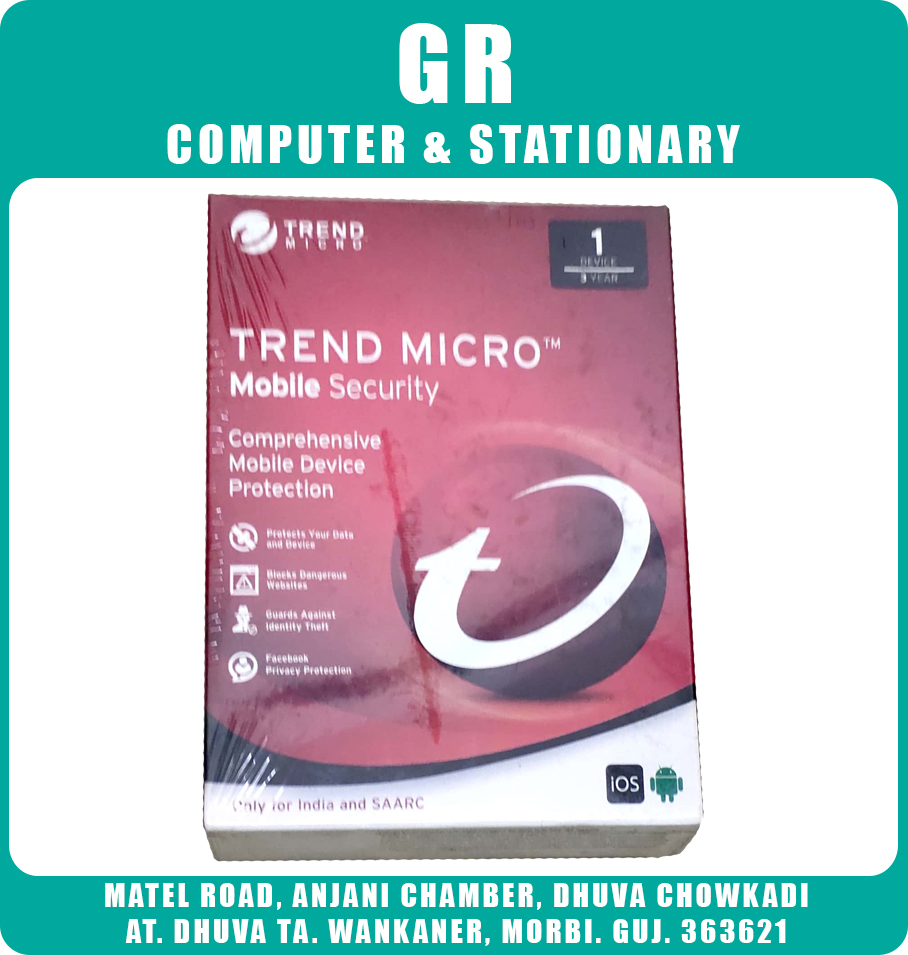 GR
COMPUTER & STATIONARY
TREND
MICRO
1
DEVICE
3 YEAR
TREND MICRO™
Mobile Security
Comprehensive
Mobile Device
Protection
Protects Your Data
and Device
Blocks Dangerous
Websites
Guards Against
Identity Theft
Facebook
Privacy Protection
iOS
Only for India and SAARC
MATEL ROAD, ANJANI CHAMBER, DHUVA CHOWKADI
AT. DHUVA TA. WANKANER, MORBI. GUJ. 363621